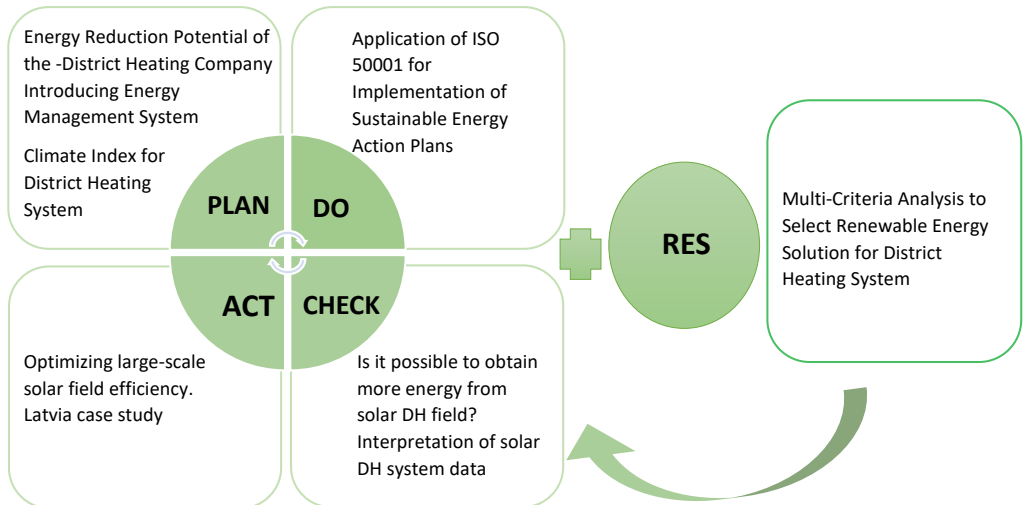 Energy Reduction Potential of
the -District Heating Company
Introducing Energy
Management System
Climate Index for
District Heating
System
PLAN
Application of ISO
50001 for
Implementation of
Sustainable Energy
Action Plans
DO
ACT
Optimizing large-scale
solar field efficiency.
Latvia case study
CHECK
Is it possible to obtain
more energy from
solar DH field?
Interpretation of solar
DH system data
RES
Multi-Criteria Analysis to
Select Renewable Energy
Solution for District
Heating System